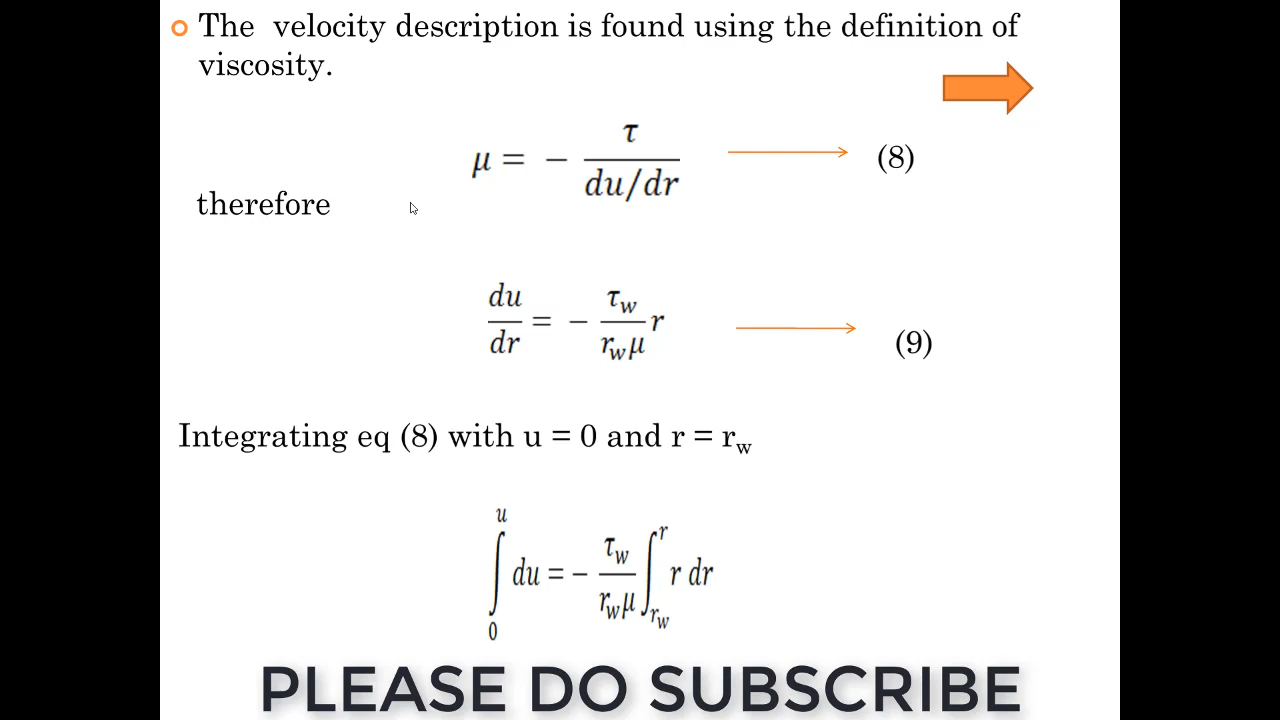 The velocity description is found using the definition of
viscosity.
μ = − τ / (du/dr) (8)
therefore
du/dr = − (τ_w / (r_w μ)) r (9)
Integrating eq (8) with u = 0 and r = r_w
∫_0^u du = − (τ_w / (r_w μ)) ∫_{r_w}^r r dr
PLEASE DO SUBSCRIBE